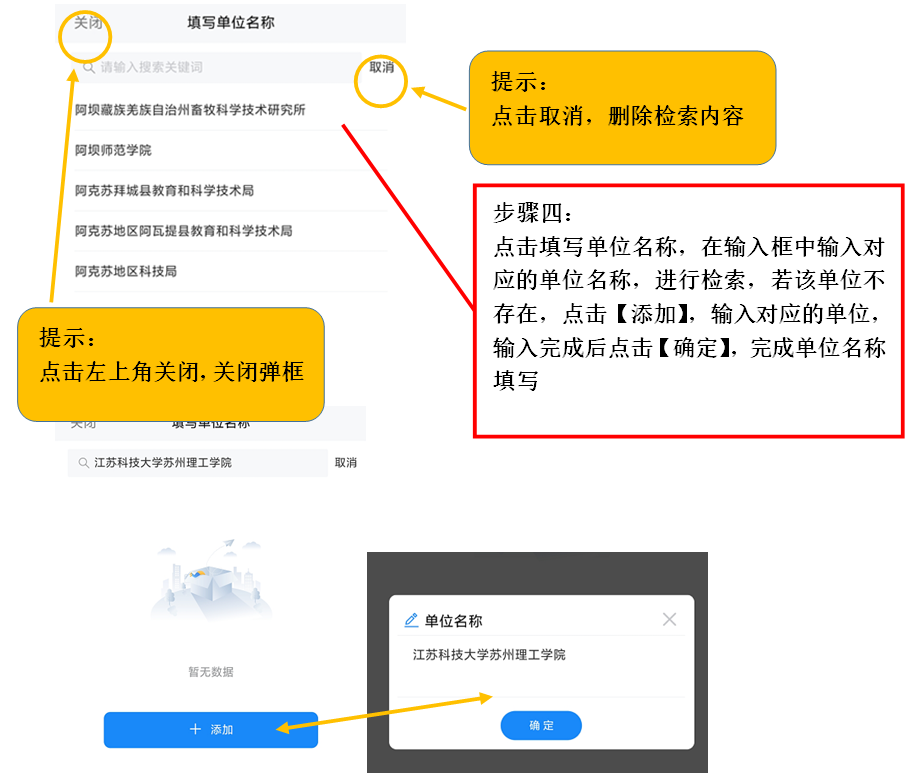 关闭
填写单位名称
请输入搜索关键词
取消
阿坝藏族羌族自治州畜牧科学技术研究所
阿坝师范学院
阿克苏拜城县教育和科学技术局
阿克苏地区阿瓦提县教育和科学技术局
阿克苏地区科技局
提示：
点击取消，删除检索内容
步骤四：
点击填写单位名称，在输入框中输入对
应的单位名称，进行检索，若该单位不
存在，点击【添加】，输入对应的单位，
输入完成后点击【确定】，完成单位名称
填写
提示：
点击左上角关闭，关闭弹框
关闭
填写单位名称
江苏科技大学苏州理工学院
取消
暂无数据
＋ 添加
单位名称
江苏科技大学苏州理工学院
确定